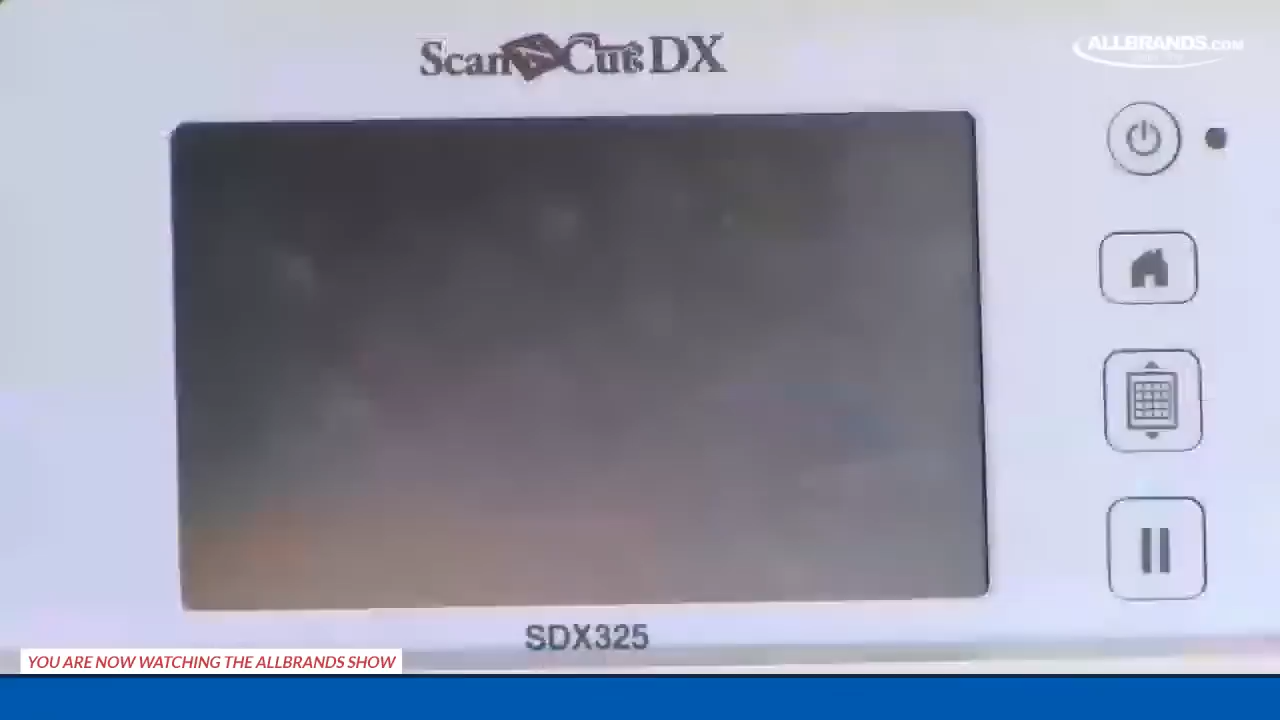 ScanNCut DX
ALLBRANDS.COM
SDX325
YOU ARE NOW WATCHING THE ALLBRANDS SHOW